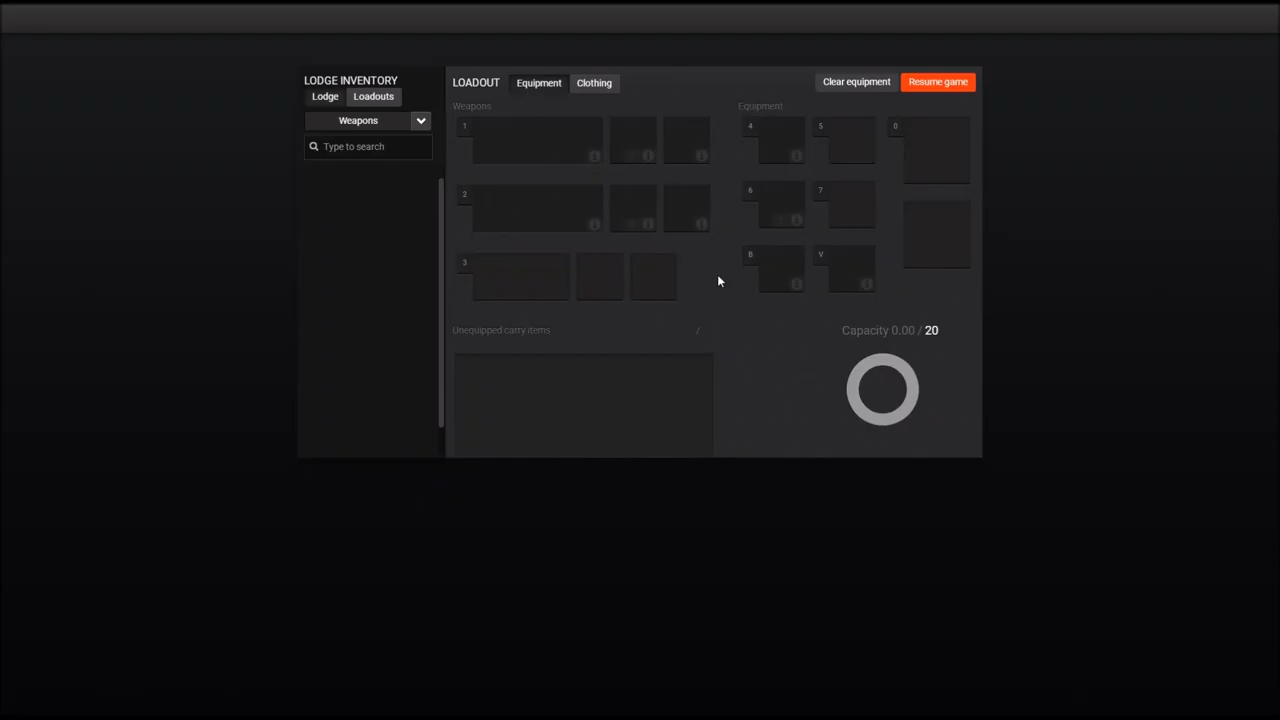 LODGE INVENTORY
Lodge Loadouts
Weapons
Type to search
LOADOUT Equipment Clothing Clear equipment Resume game
Weapons Equipment
1 4 5 0
2 6 7
3 B V
Unequipped carry items / Capacity 0.00 / 20